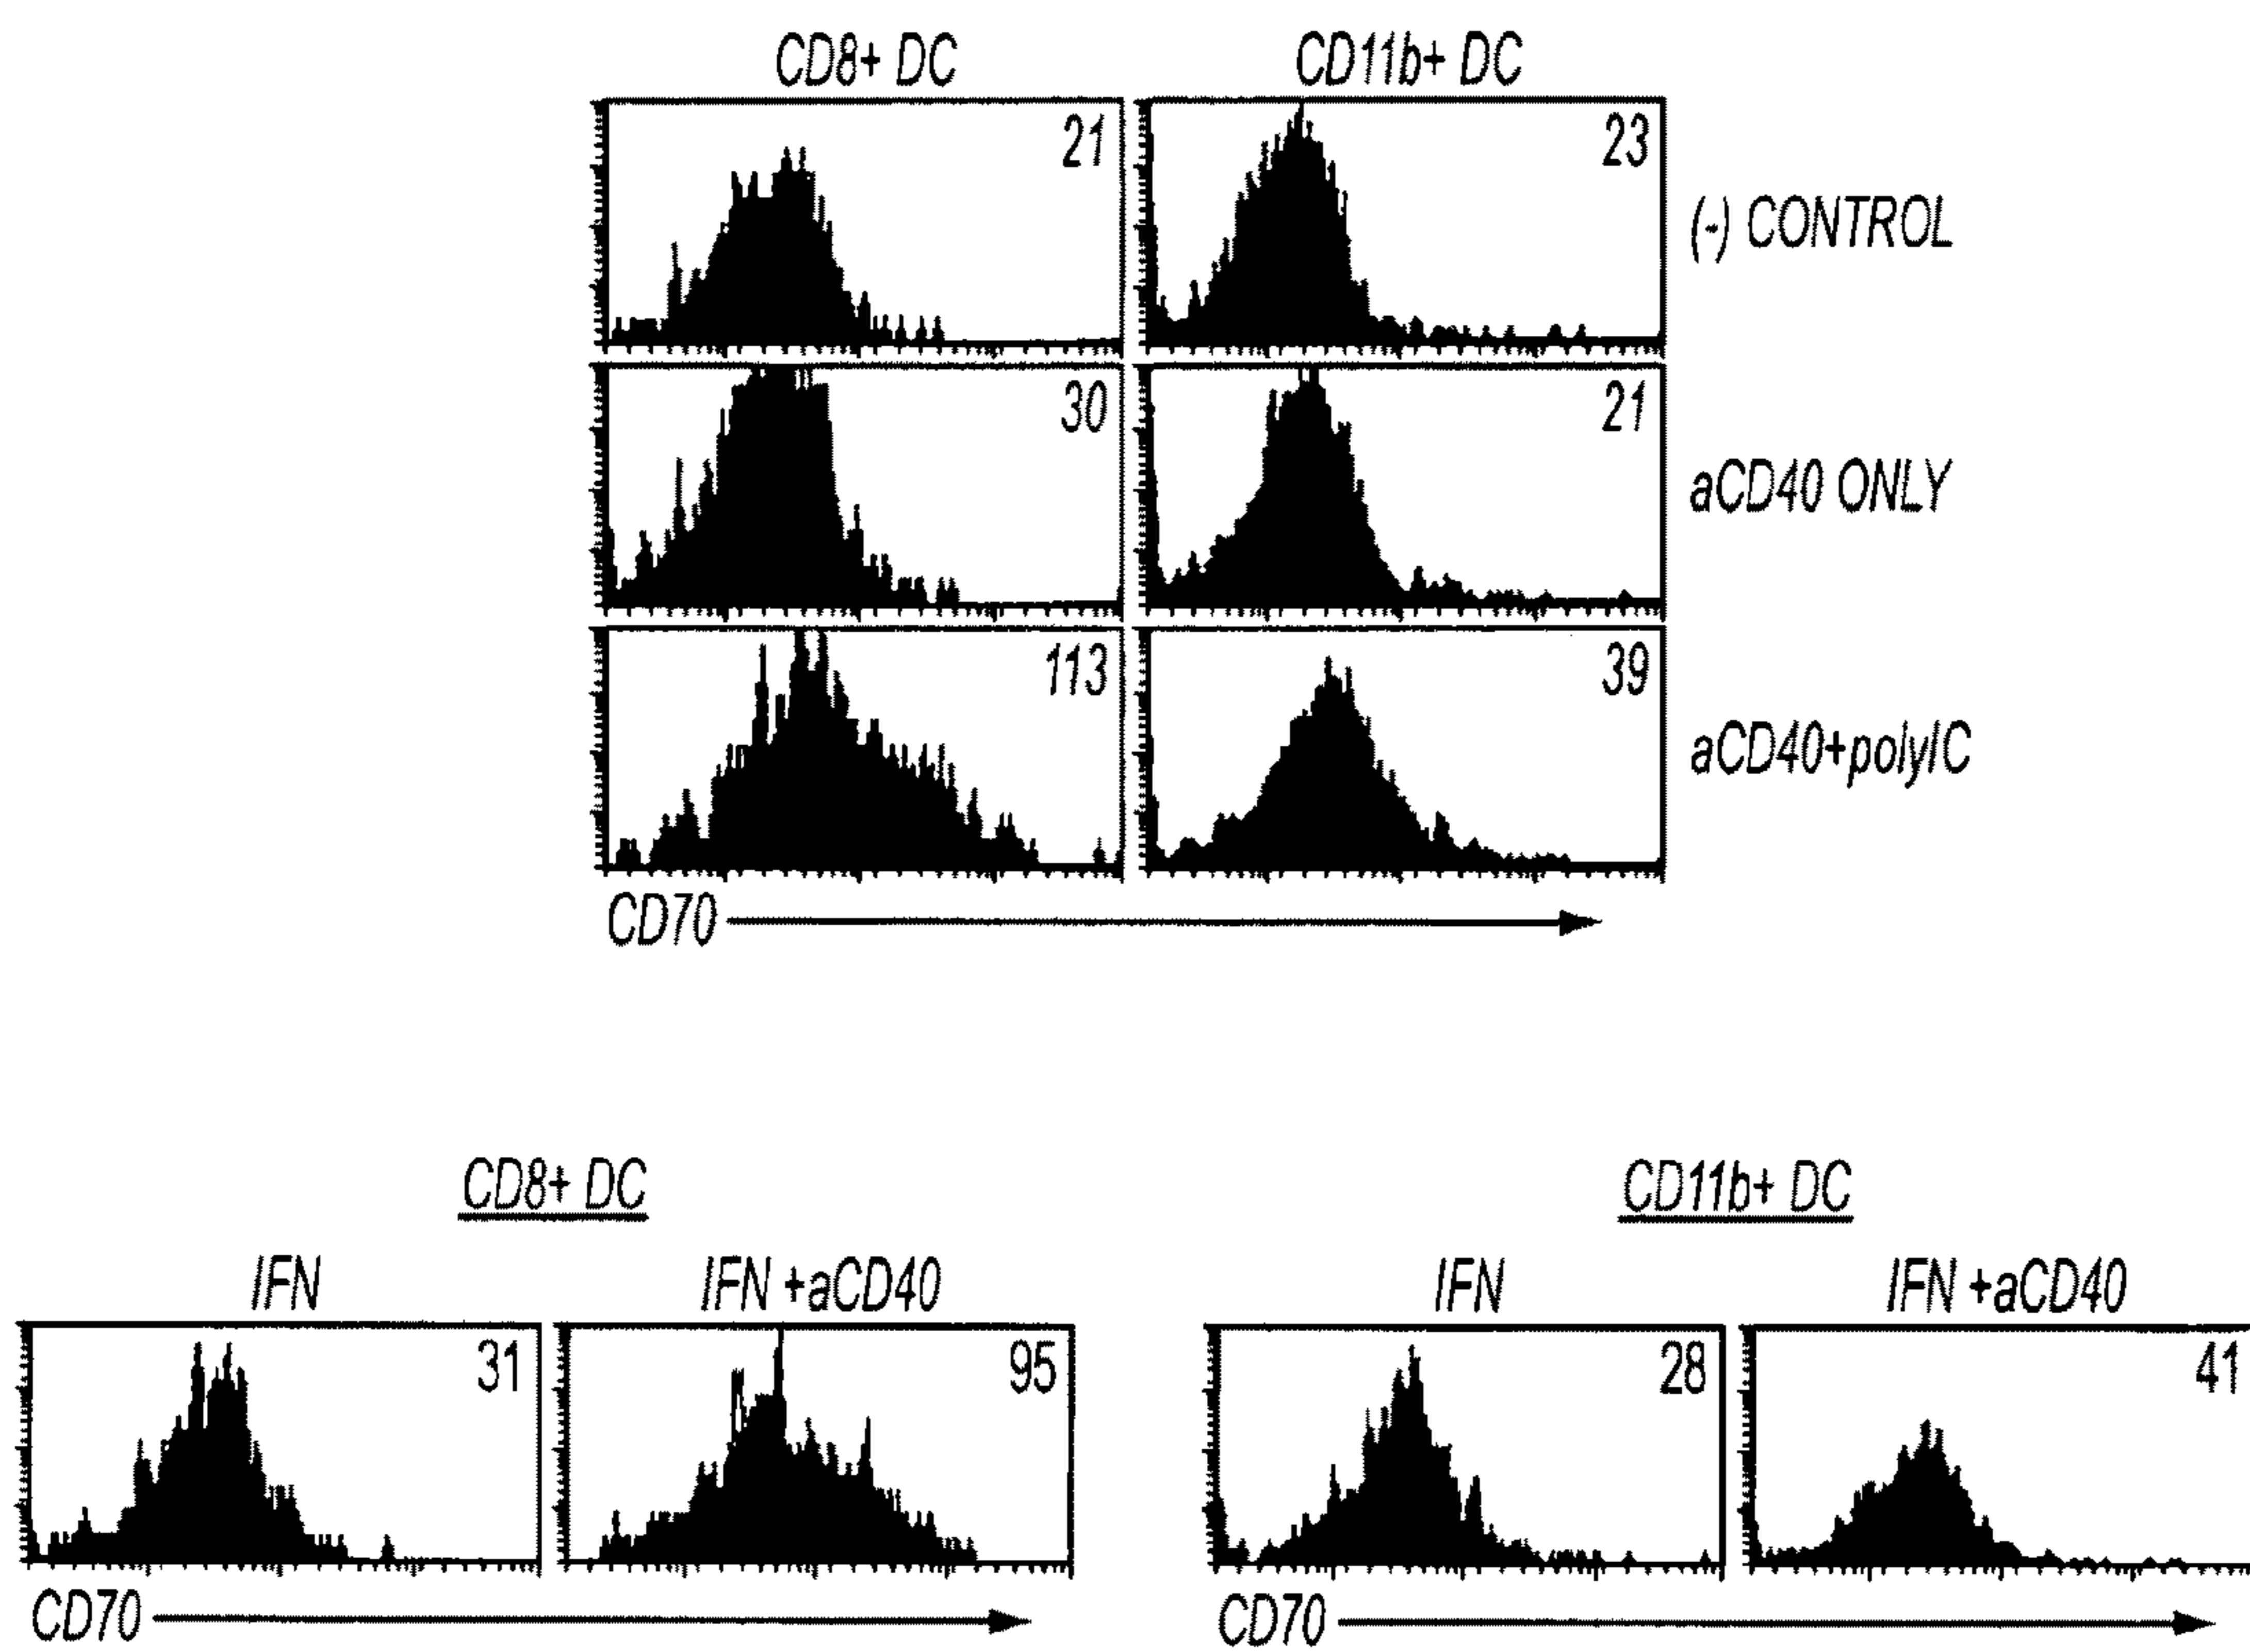 CD8+ DC CD11b+ DC
21 23 (-) CONTROL
30 21 aCD40 ONLY
113 39 aCD40+polyIC
CD70
CD8+ DC CD11b+ DC
IFN IFN +aCD40 IFN IFN +aCD40
31 95 28 41
CD70 CD70